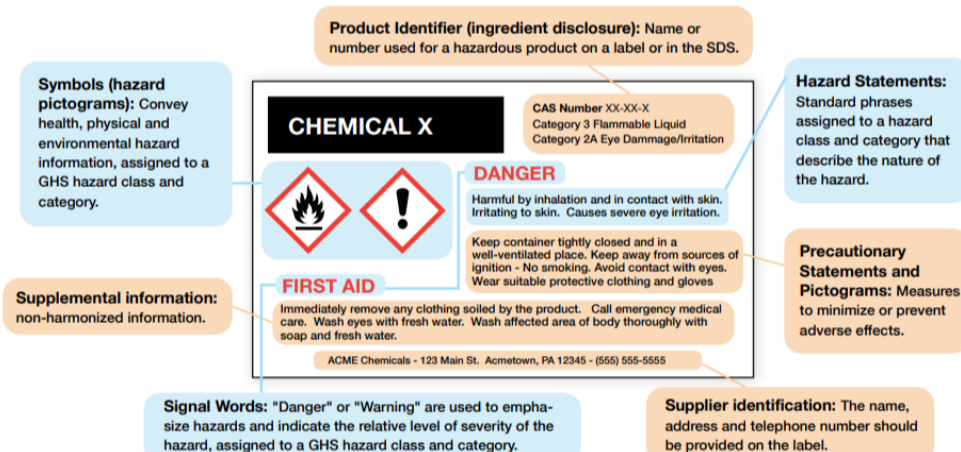 Product Identifier (ingredient disclosure): Name or
number used for a hazardous product on a label or in the SDS.
Symbols (hazard
pictograms): Convey
health, physical and
environmental hazard
information, assigned to a
GHS hazard class and
category.
Hazard Statements:
Standard phrases
assigned to a hazard
class and category that
describe the nature of
the hazard.
CHEMICAL X
CAS Number XX-XX-X
Category 3 Flammable Liquid
Category 2A Eye Dammage/Irritation
DANGER
Harmful by inhalation and in contact with skin.
Irritating to skin. Causes severe eye irritation.
Keep container tightly closed and in a
well-ventilated place. Keep away from sources of
ignition - No smoking. Avoid contact with eyes.
Wear suitable protective clothing and gloves
Precautionary
Statements and
Pictograms: Measures
to minimize or prevent
adverse effects.
Supplemental information:
non-harmonized information.
FIRST AID
Immediately remove any clothing soiled by the product. Call emergency medical
care. Wash eyes with fresh water. Wash affected area of body thoroughly with
soap and fresh water.
ACME Chemicals - 123 Main St. Acmetown, PA 12345 - (555) 555-5555
Signal Words: "Danger" or "Warning" are used to empha-
size hazards and indicate the relative level of severity of the
hazard, assigned to a GHS hazard class and category.
Supplier identification: The name,
address and telephone number should
be provided on the label.